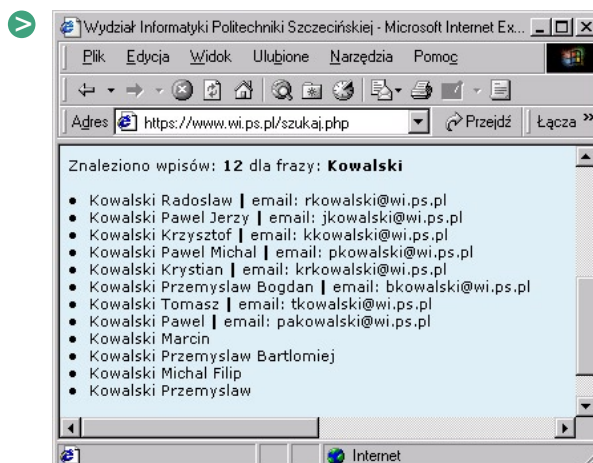 Wydział Informatyki Politechniki Szczecińskiej - Microsoft Internet Ex...
Plik Edycja Widok Ulubione Narzędzia Pomoc
Adres https://www.wi.ps.pl/szukaj.php Przejdź Łącza »
Znaleziono wpisów: 12 dla frazy: Kowalski
• Kowalski Radoslaw | email: rkowalski@wi.ps.pl
• Kowalski Pawel Jerzy | email: jkowalski@wi.ps.pl
• Kowalski Krzysztof | email: kkowalski@wi.ps.pl
• Kowalski Pawel Michal | email: pkowalski@wi.ps.pl
• Kowalski Krystian | email: krkowalski@wi.ps.pl
• Kowalski Przemyslaw Bogdan | email: bkowalski@wi.ps.pl
• Kowalski Tomasz | email: tkowalski@wi.ps.pl
• Kowalski Pawel | email: pakowalski@wi.ps.pl
• Kowalski Marcin
• Kowalski Przemyslaw Bartlomiej
• Kowalski Michal Filip
• Kowalski Przemyslaw
Internet